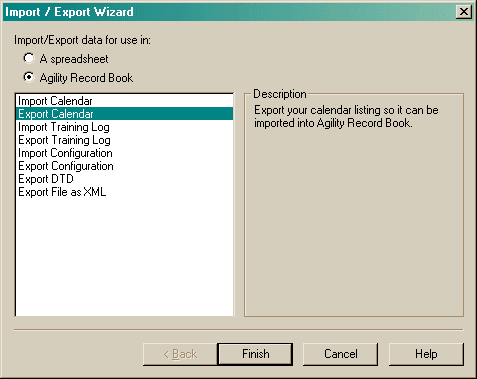 Import / Export Wizard
Import/Export data for use in:
A spreadsheet
Agility Record Book
Import Calendar
Export Calendar
Import Training Log
Export Training Log
Import Configuration
Export Configuration
Export DTD
Export File as XML
Description
Export your calendar listing so it can be
imported into Agility Record Book.
< Back
Finish
Cancel
Help